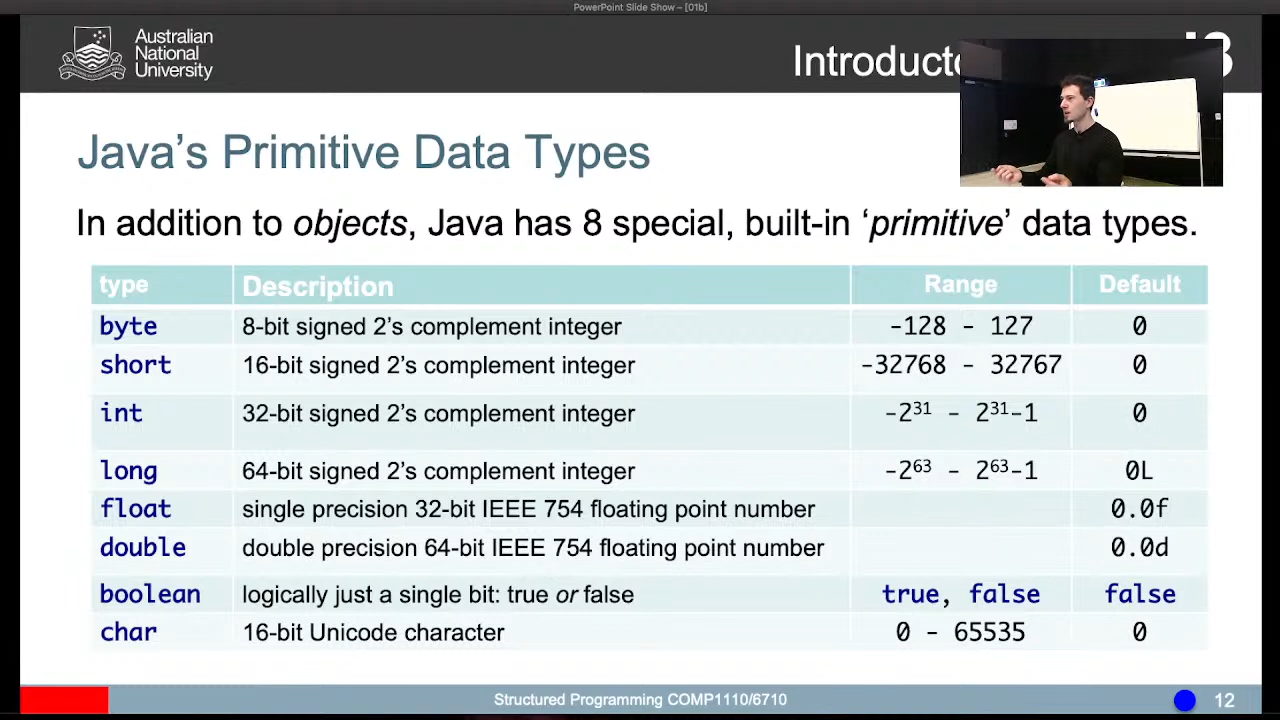 PowerPoint Slide Show – [01b]
Australian
National
University
Java's Primitive Data Types
In addition to objects, Java has 8 special, built-in ‘primitive’ data types.
type Description Range Default
byte 8-bit signed 2’s complement integer -128 - 127 0
short 16-bit signed 2’s complement integer -32768 - 32767 0
int 32-bit signed 2’s complement integer -2³¹ - 2³¹-1 0
long 64-bit signed 2’s complement integer -2⁶³ - 2⁶³-1 0L
float single precision 32-bit IEEE 754 floating point number 0.0f
double double precision 64-bit IEEE 754 floating point number 0.0d
boolean logically just a single bit: true or false true, false false
char 16-bit Unicode character 0 - 65535 0
Structured Programming COMP1110/6710
12